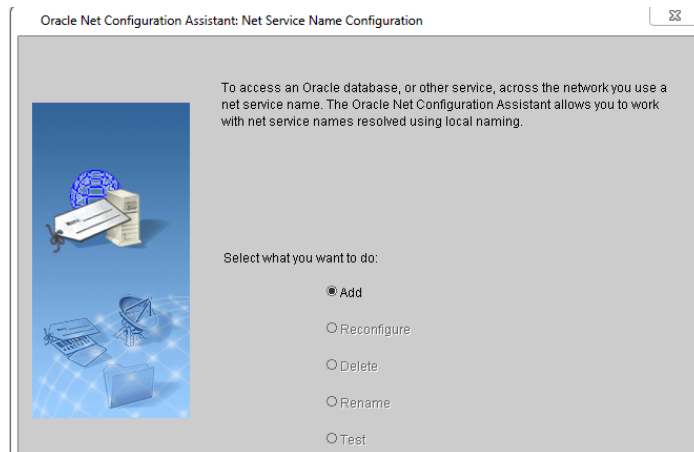 Oracle Net Configuration Assistant: Net Service Name Configuration
To access an Oracle database, or other service, across the network you use a
net service name. The Oracle Net Configuration Assistant allows you to work
with net service names resolved using local naming.
Select what you want to do:
Add
Reconfigure
Delete
Rename
Test